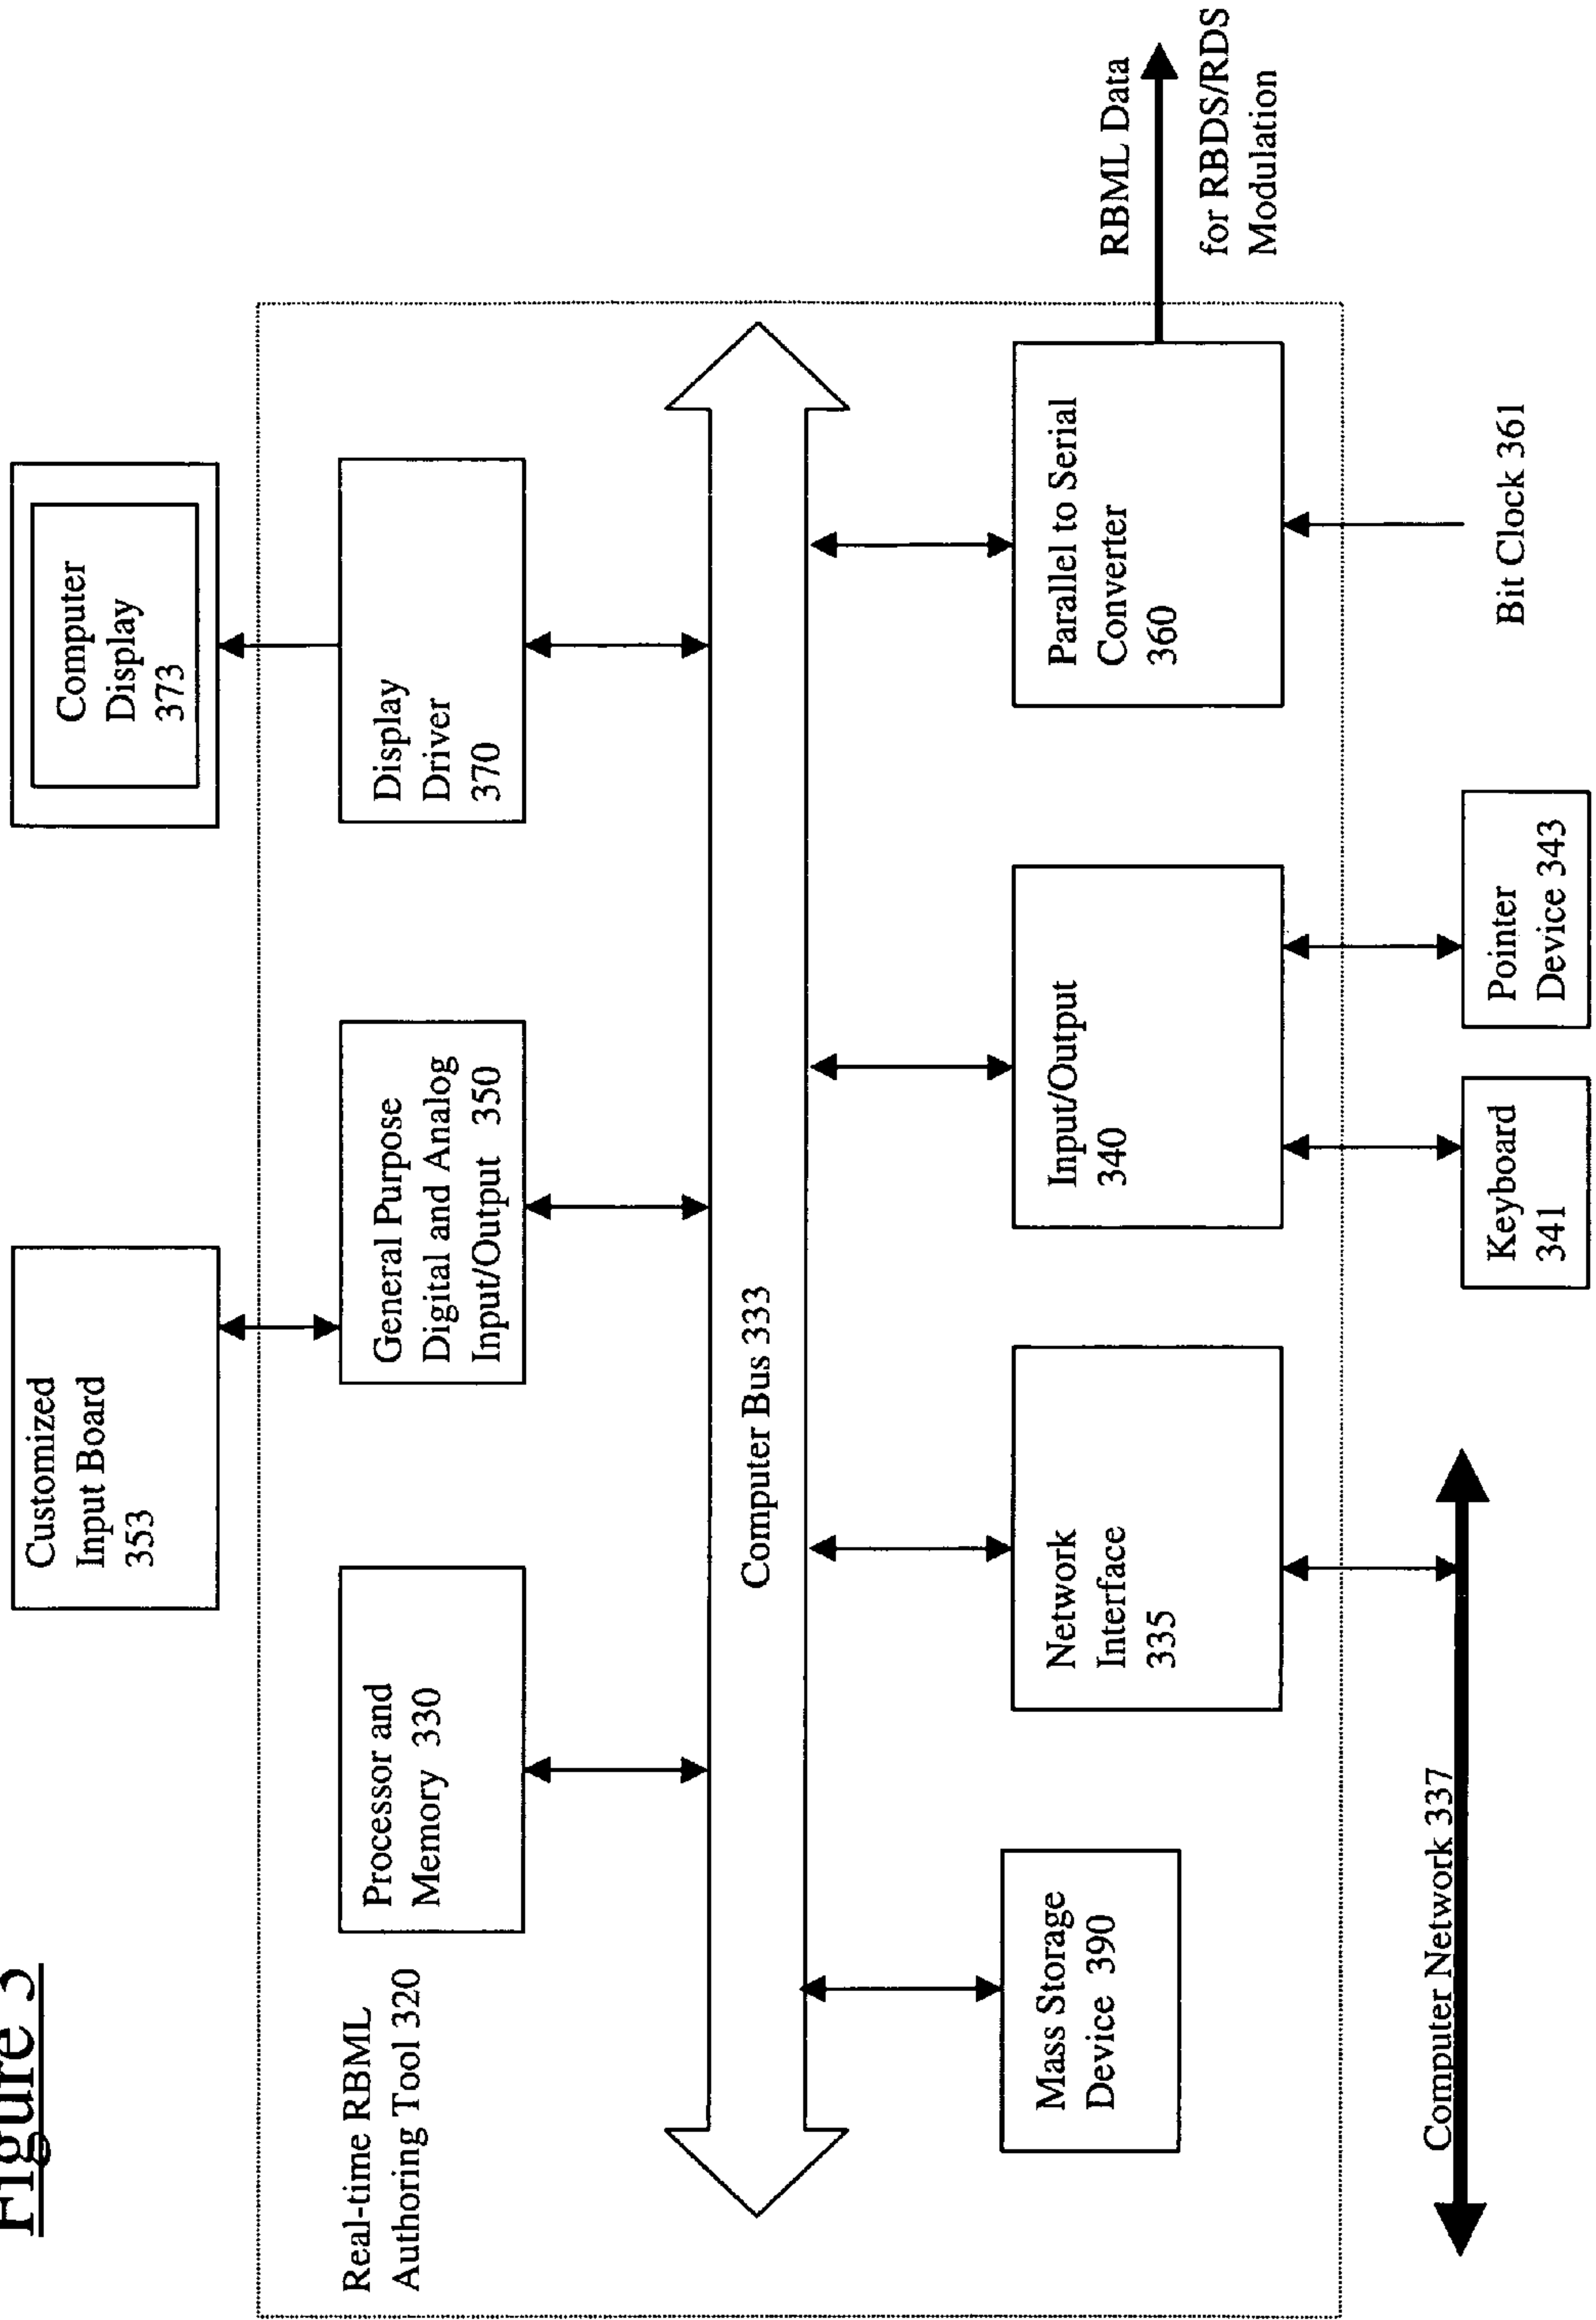 Figure 3
Customized
Input Board
353
Computer
Display
373
Real-time RBML
Authoring Tool 320
Processor and
Memory 330
General Purpose
Digital and Analog
Input/Output 350
Display
Driver
370
Computer Bus 333
Mass Storage
Device 390
Network
Interface
335
Input/Output
340
Parallel to Serial
Converter
360
RBML Data
for RBDS/RDS
Modulation
Computer Network 337
Keyboard
341
Pointer
Device 343
Bit Clock 361